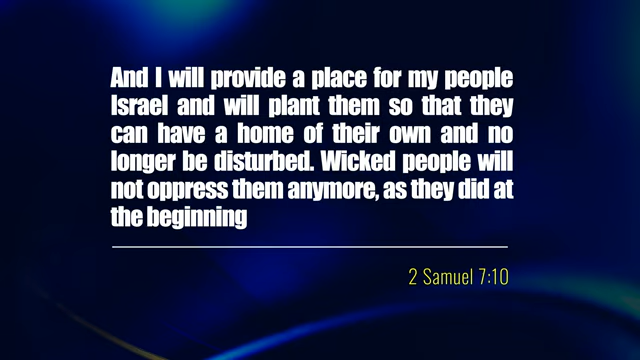 And I will provide a place for my people
Israel and will plant them so that they
can have a home of their own and no
longer be disturbed. Wicked people will
not oppress them anymore, as they did at
the beginning
2 Samuel 7:10